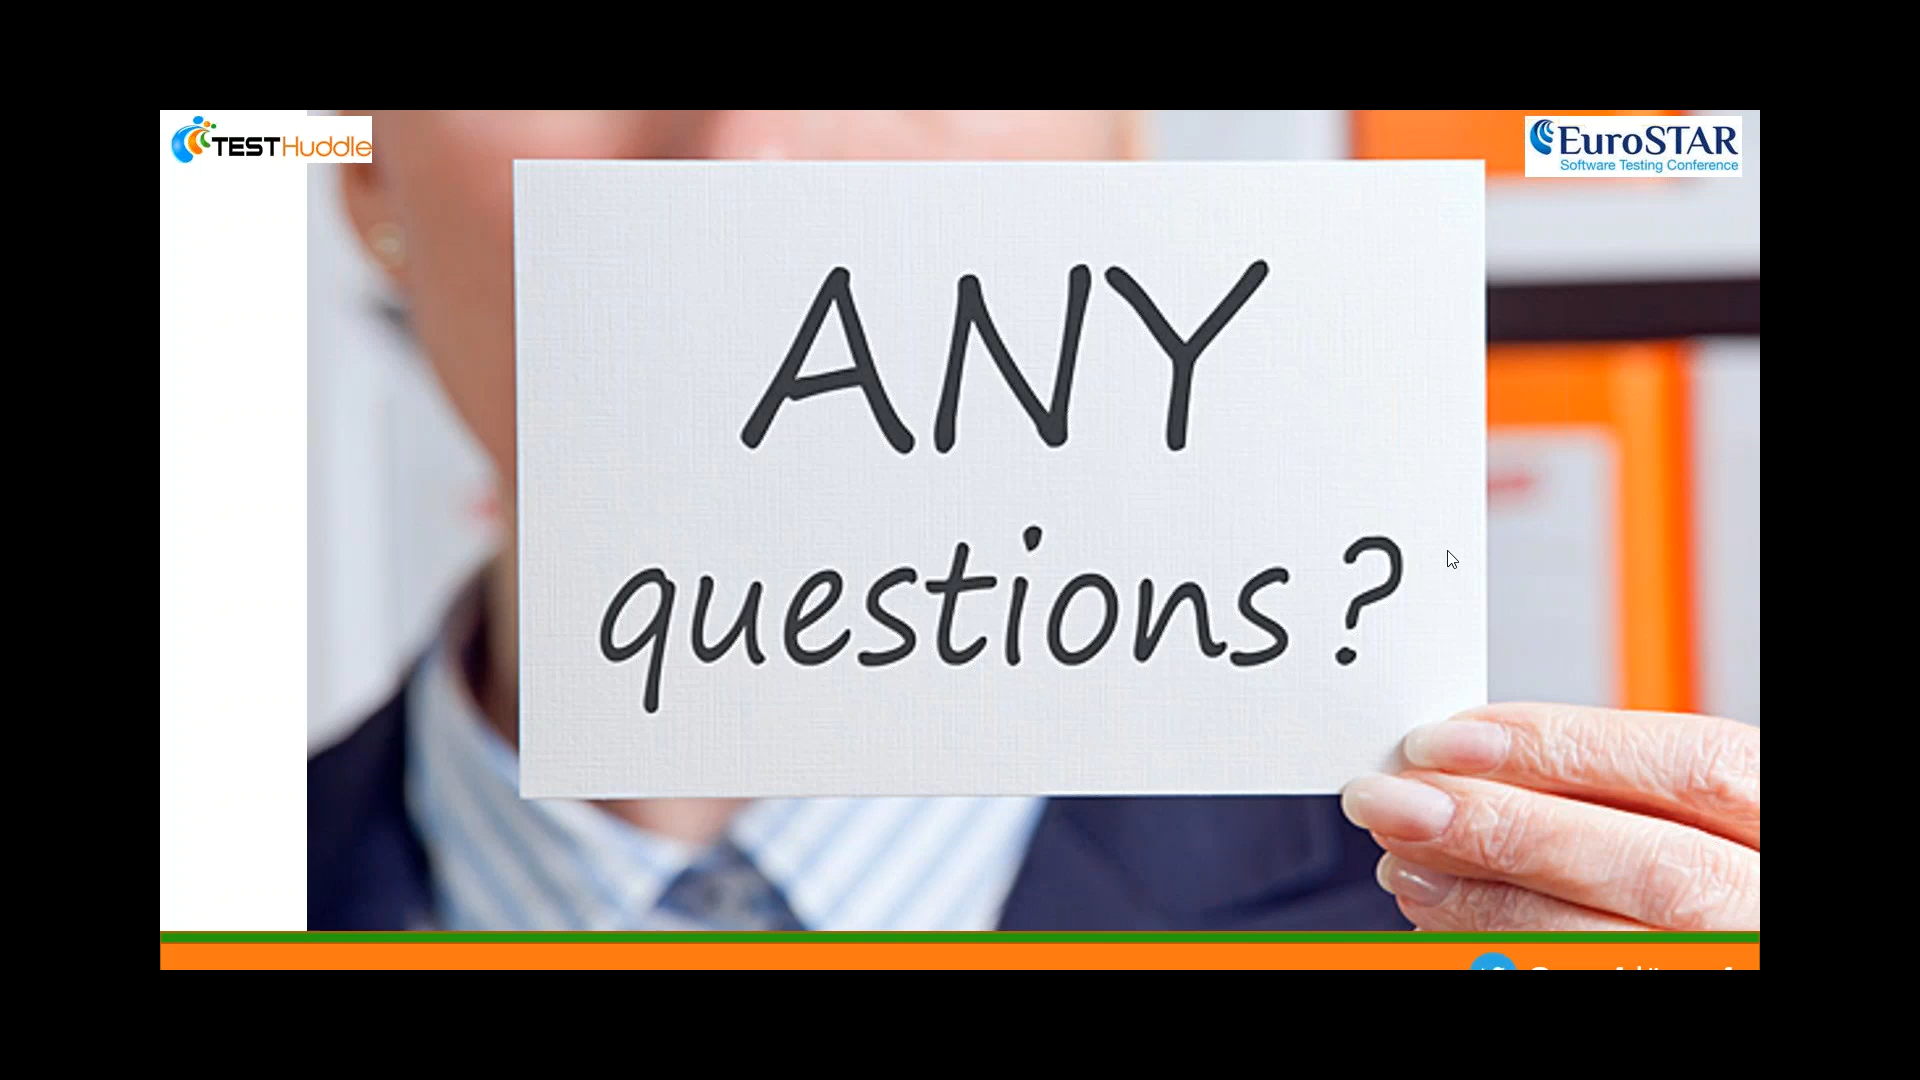 TESTHuddle
EuroSTAR
Software Testing Conference
ANY
questions?